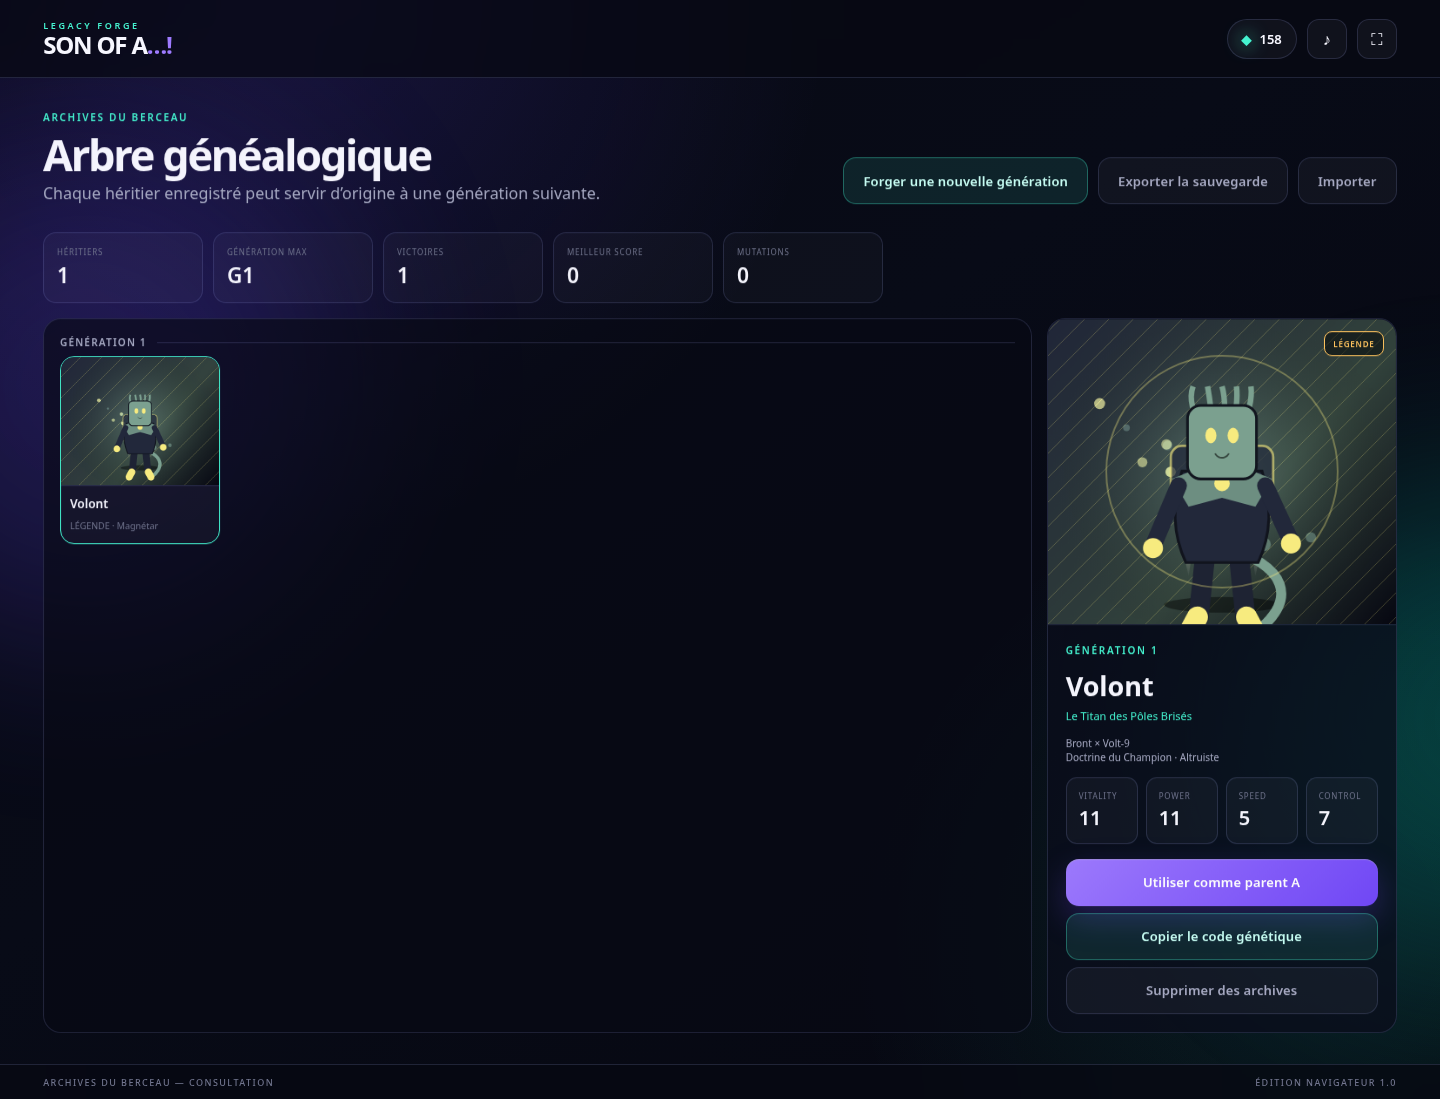 LEGACY FORGE
SON OF A...!
158
ARCHIVES DU BERCEAU
Arbre généalogique
Chaque héritier enregistré peut servir d’origine à une génération suivante.
Forger une nouvelle génération
Exporter la sauvegarde
Importer
HÉRITIERS
1
GÉNÉRATION MAX
G1
VICTOIRES
1
MEILLEUR SCORE
0
MUTATIONS
0
GÉNÉRATION 1
Volont
LÉGENDE · Magnétar
LÉGENDE
GÉNÉRATION 1
Volont
Le Titan des Pôles Brisés
Bront × Volt-9
Doctrine du Champion · Altruiste
VITALITY
11
POWER
11
SPEED
5
CONTROL
7
Utiliser comme parent A
Copier le code génétique
Supprimer des archives
ARCHIVES DU BERCEAU — CONSULTATION
ÉDITION NAVIGATEUR 1.0